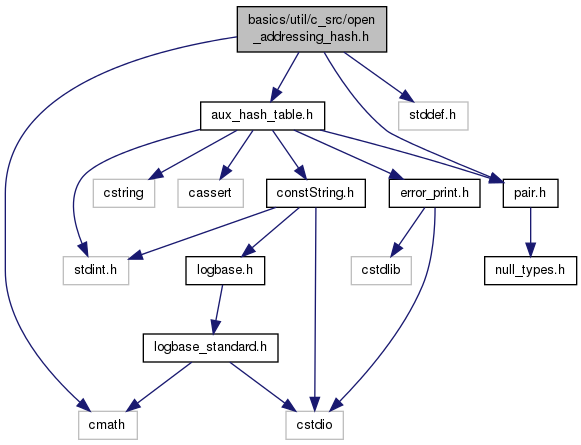 basics/util/c_src/open
_addressing_hash.h
aux_hash_table.h
stddef.h
cstring
cassert
constString.h
error_print.h
pair.h
stdint.h
logbase.h
cstdlib
null_types.h
logbase_standard.h
cmath
cstdio